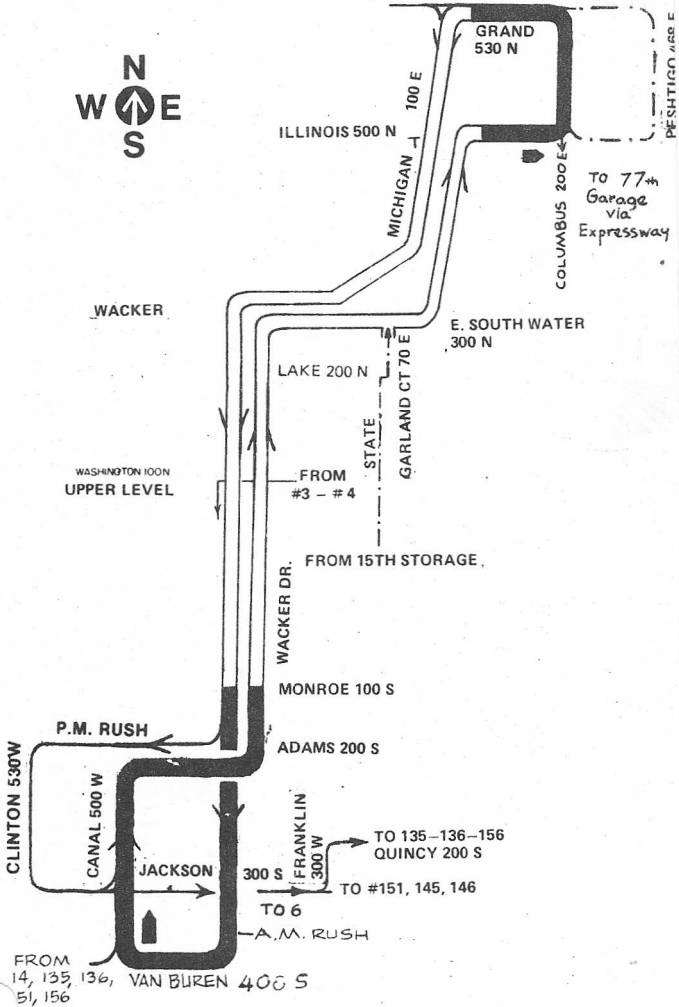 GRAND
530 N
PESHTIGO 468 E
N
W E
S
100 E
ILLINOIS 500 N
MICHIGAN
COLUMBUS 200 E
TO 77TH
Garage
via
Expressway
WACKER
E. SOUTH WATER
300 N
LAKE 200 N
GARLAND CT 70 E
STATE
WASHINGTON 100N
UPPER LEVEL
FROM
#3 – #4
FROM 15TH STORAGE
WACKER DR.
MONROE 100 S
P.M. RUSH
ADAMS 200 S
CLINTON 530W
CANAL 500 W
FRANKLIN
300 W
TO 135–136–156
QUINCY 200 S
JACKSON
300 S
TO #151, 145, 146
TO 6
A.M. RUSH
FROM
14, 135, 136,
51, 156
VAN BUREN 400 S